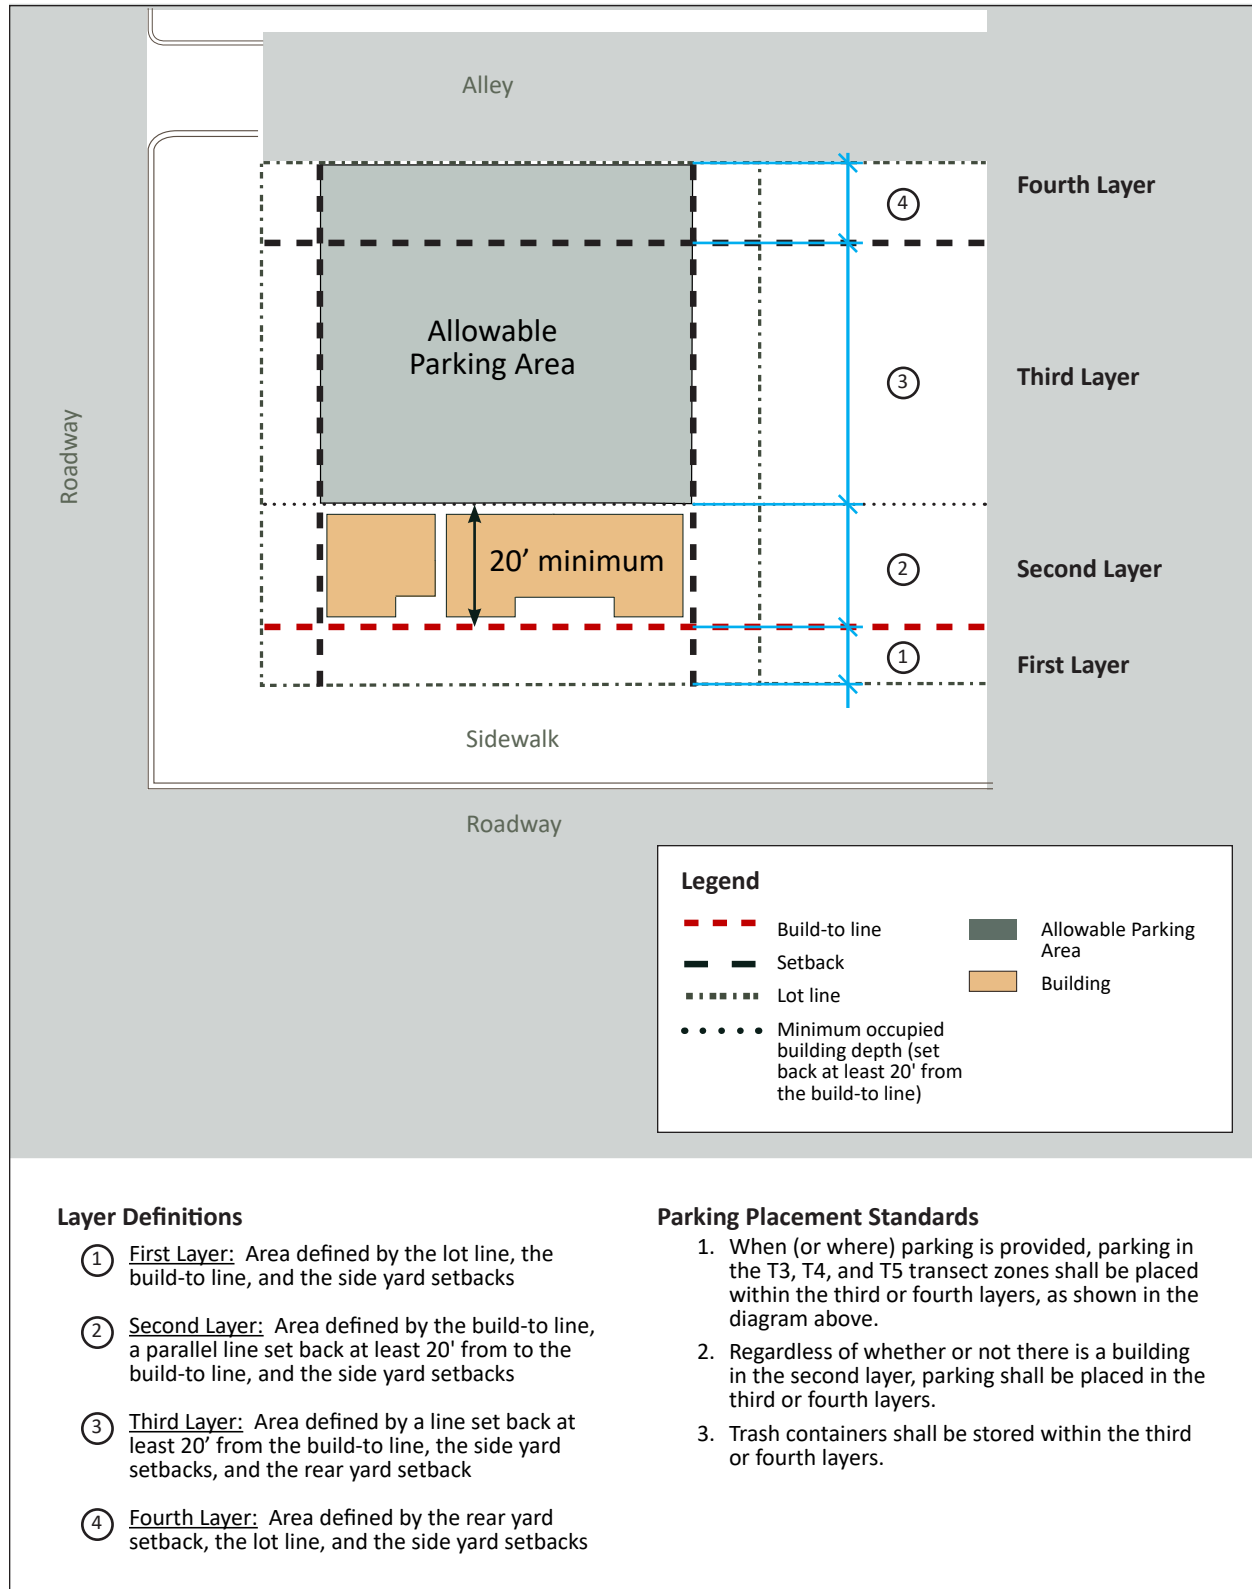 Alley
Fourth Layer
4
Allowable
Parking Area
Third Layer
3
Roadway
20’ minimum
2
Second Layer
1
First Layer
Sidewalk
Roadway
Legend
Build-to line
Setback
Lot line
Minimum occupied
building depth (set
back at least 20' from
the build-to line)
Allowable Parking
Area
Building
Layer Definitions
1 First Layer: Area defined by the lot line, the
build-to line, and the side yard setbacks
2 Second Layer: Area defined by the build-to line,
a parallel line set back at least 20' from to the
build-to line, and the side yard setbacks
3 Third Layer: Area defined by a line set back at
least 20’ from the build-to line, the side yard
setbacks, and the rear yard setback
4 Fourth Layer: Area defined by the rear yard
setback, the lot line, and the side yard setbacks
Parking Placement Standards
1. When (or where) parking is provided, parking in
the T3, T4, and T5 transect zones shall be placed
within the third or fourth layers, as shown in the
diagram above.
2. Regardless of whether or not there is a building
in the second layer, parking shall be placed in the
third or fourth layers.
3. Trash containers shall be stored within the third
or fourth layers.